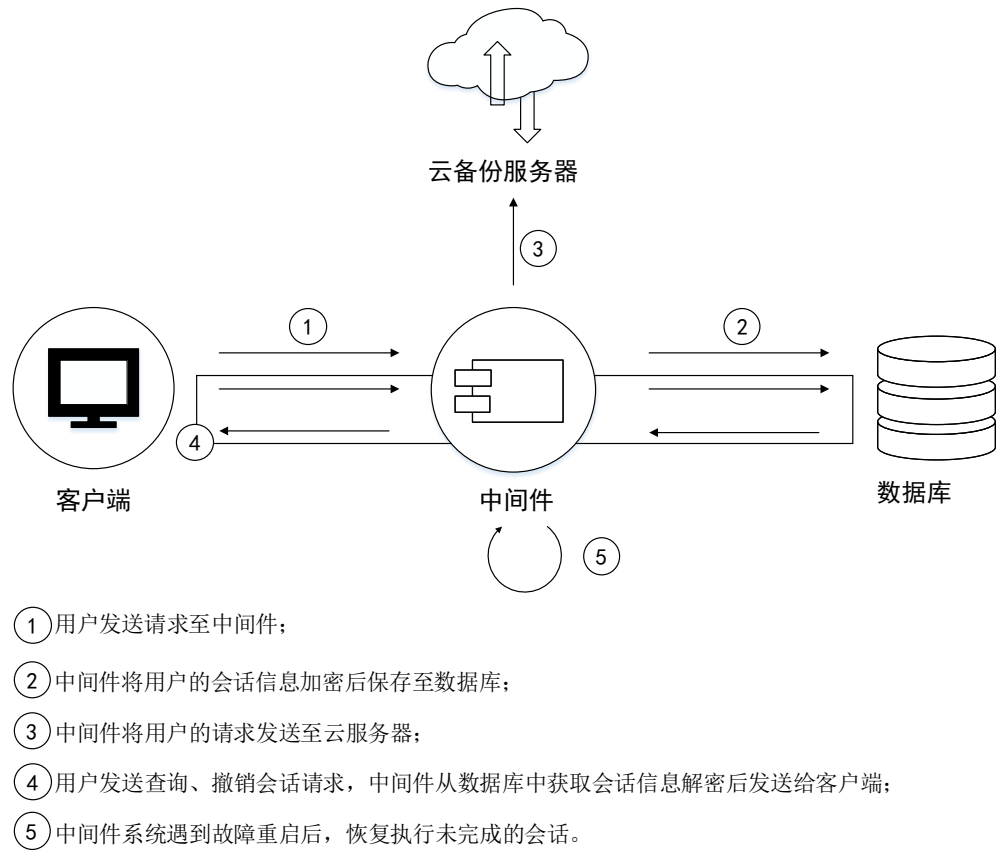 云备份服务器
3
1
2
4
客户端
中间件
数据库
5
1 用户发送请求至中间件；
2 中间件将用户的会话信息加密后保存至数据库；
3 中间件将用户的请求发送至云服务器；
4 用户发送查询、撤销会话请求，中间件从数据库中获取会话信息解密后发送给客户端；
5 中间件系统遇到故障重启后，恢复执行未完成的会话。